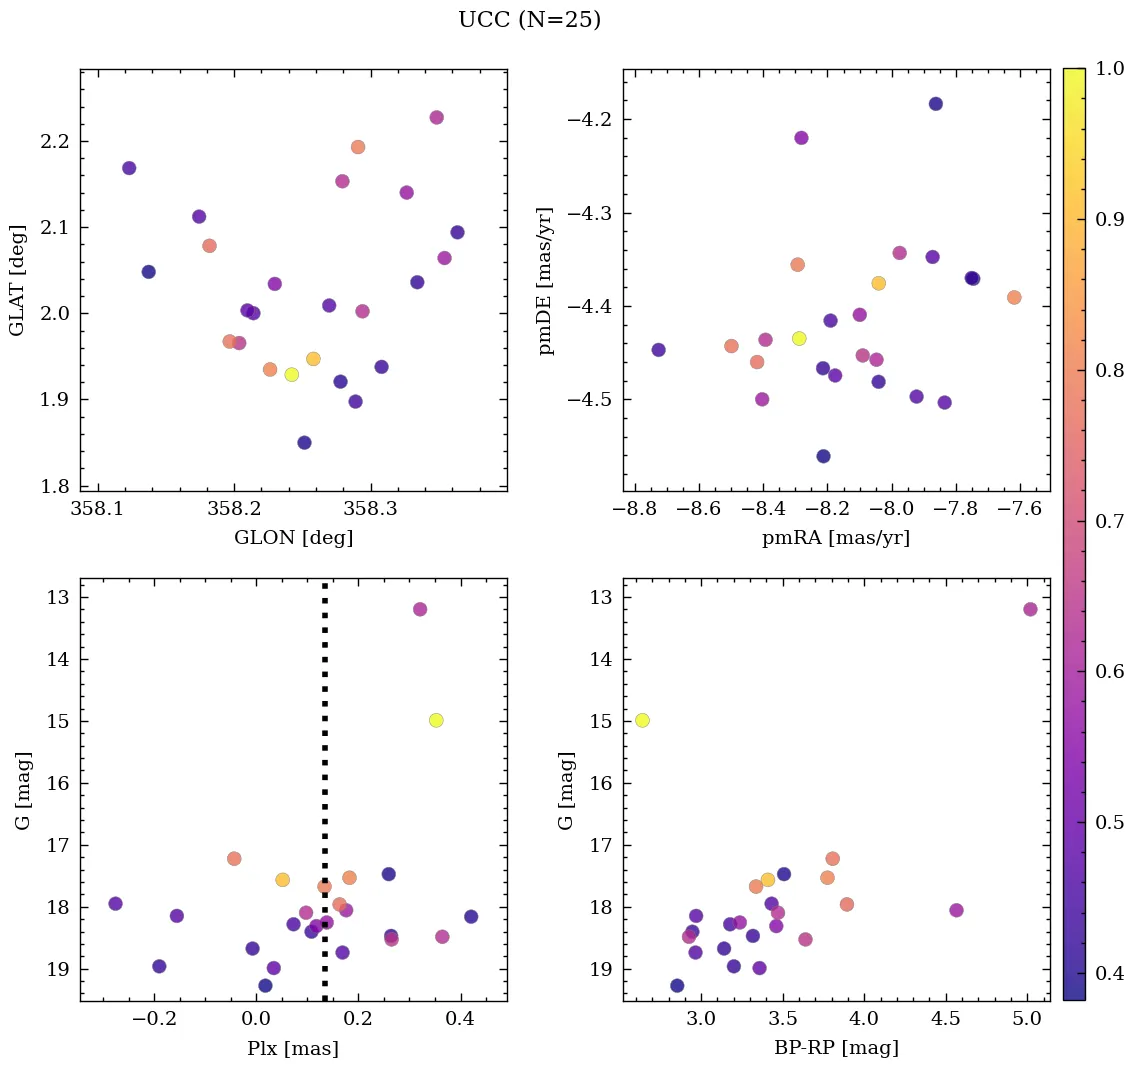 UCC (N=25)
2.2
2.1
2.0
1.9
1.8
GLAT [deg]
358.1 358.2 358.3
GLON [deg]
−4.2
−4.3
−4.4
−4.5
pmDE [mas/yr]
−8.8 −8.6 −8.4 −8.2 −8.0 −7.8 −7.6
pmRA [mas/yr]
1.0
0.9
0.8
0.7
0.6
0.5
0.4
13
14
15
16
17
18
19
G [mag]
−0.2 0.0 0.2 0.4
Plx [mas]
13
14
15
16
17
18
19
G [mag]
3.0 3.5 4.0 4.5 5.0
BP-RP [mag]